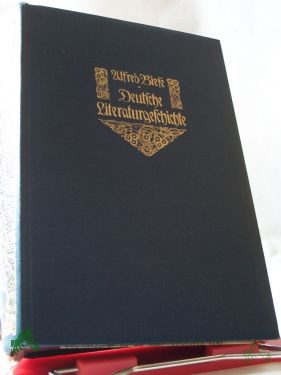 Alfred Biese
Deutsche
Literaturgeschichte